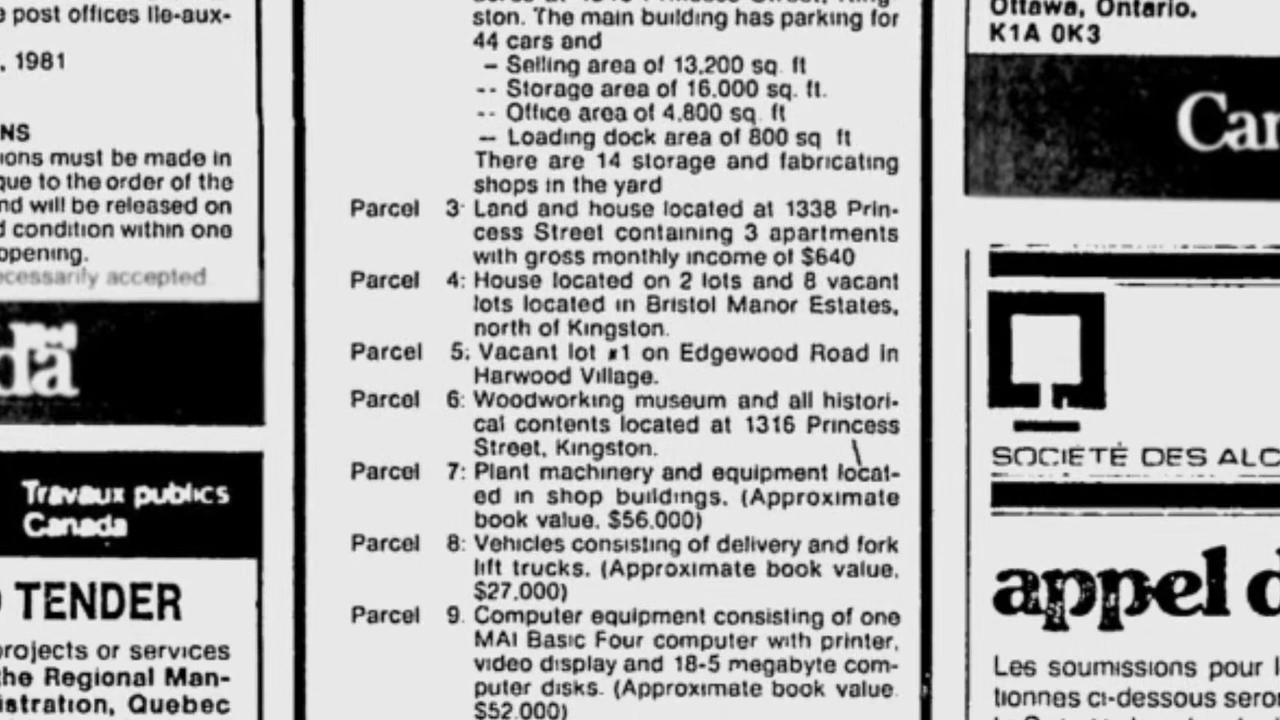 e post offices Ile-aux-
, 1981
NS
ions must be made in
que to the order of the
nd will be released on
d condition within one
opening.
ecessarily accepted
da
Travaux publics
Canada
TENDER
rojects or services
the Regional Man-
istration, Quebec
ston. The main building has parking for
44 cars and
– Selling area of 13,200 sq. ft
-- Storage area of 16,000 sq. ft.
-- Office area of 4,800 sq. ft
– Loading dock area of 800 sq ft
There are 14 storage and fabricating
shops in the yard
Parcel 3· Land and house located at 1338 Prin-
cess Street containing 3 apartments
with gross monthly income of $640
Parcel 4: House located on 2 lots and 8 vacant
lots located in Bristol Manor Estates,
north of Kingston.
Parcel 5: Vacant lot #1 on Edgewood Road in
Harwood Village.
Parcel 6: Woodworking museum and all histori-
cal contents located at 1316 Princess
Street, Kingston.
Parcel 7: Plant machinery and equipment locat-
ed in shop buildings. (Approximate
book value. $56.000)
Parcel 8: Vehicles consisting of delivery and fork
lift trucks. (Approximate book value.
$27.000)
Parcel 9. Computer equipment consisting of one
MAI Basic Four computer with printer,
video display and 18-5 megabyte com-
puter disks. (Approximate book value.
$52.000)
Ottawa, Ontario.
K1A 0K3
Can
SOCIÉTÉ DES ALC
appel d
Les soumissions pour l
tionnes ci-dessous sero